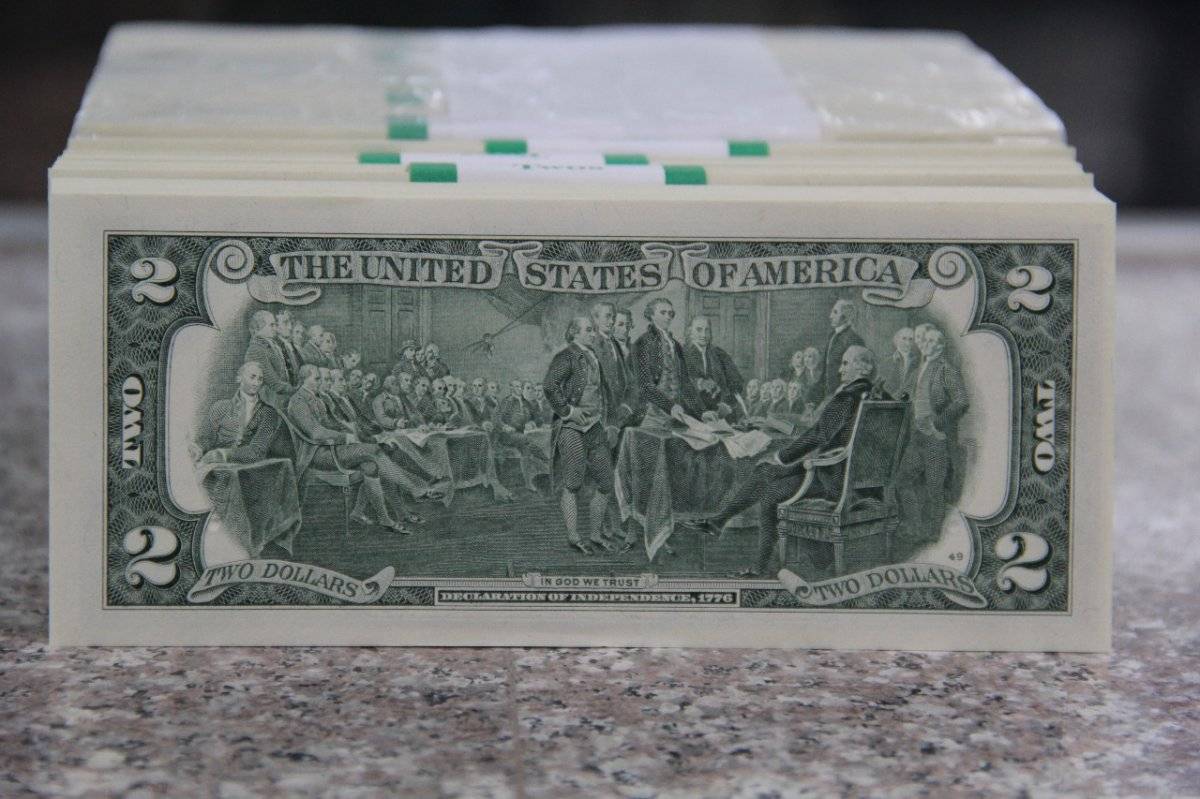 Twos
THE UNITED STATES OF AMERICA
2 2
TWO TWO
2 2
49
TWO DOLLARS TWO DOLLARS
IN GOD WE TRUST
DECLARATION OF INDEPENDENCE, 1776